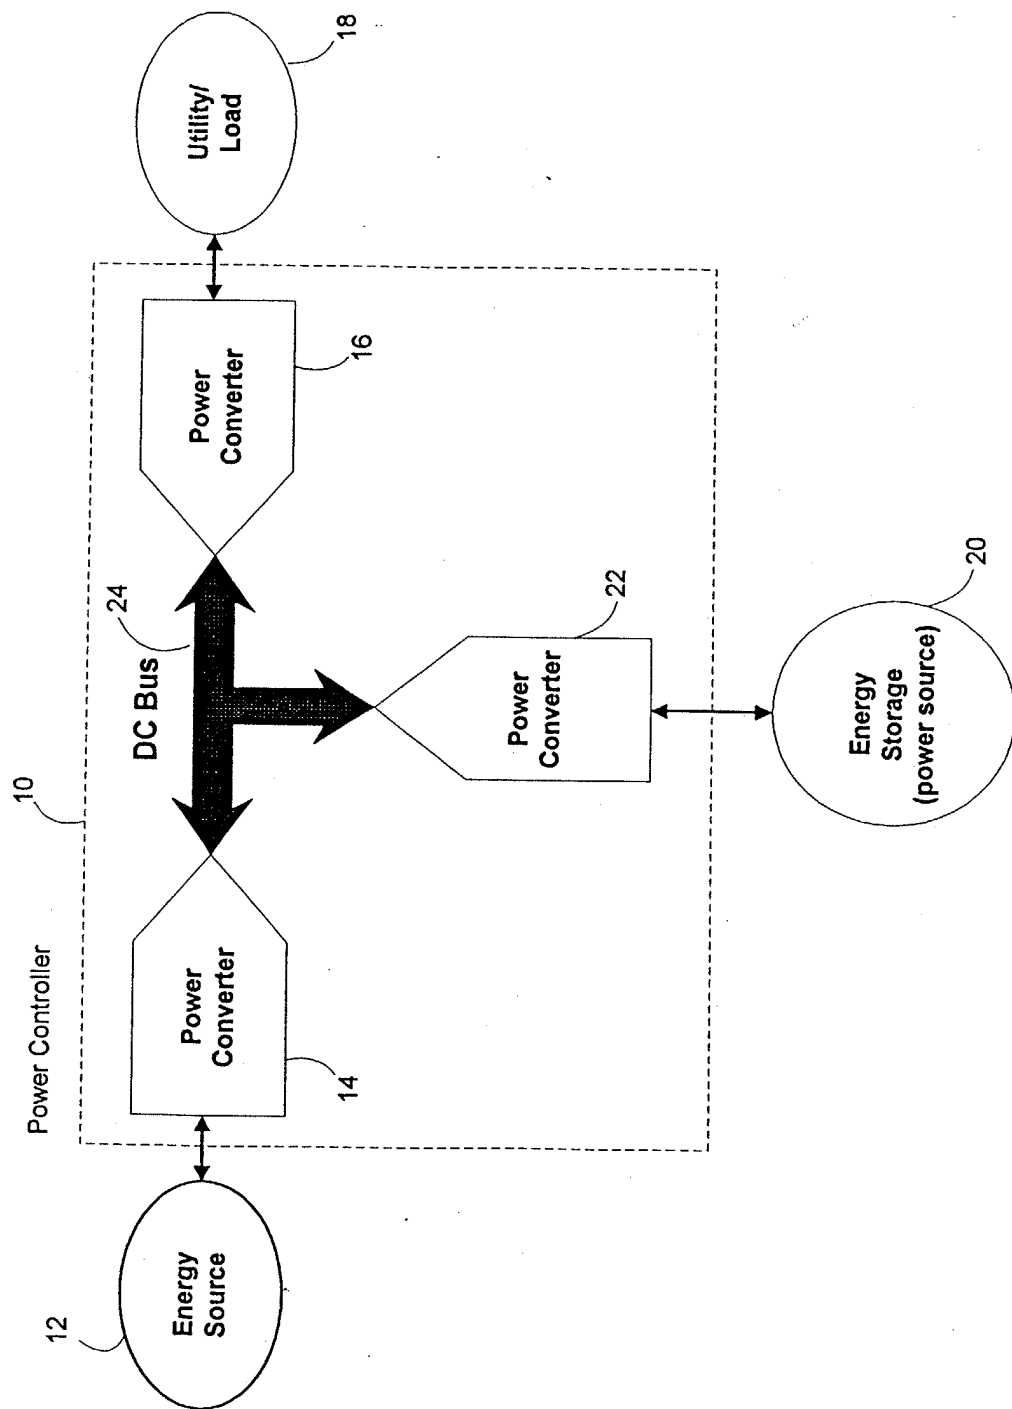 Power Controller
10
12
Energy
Source
Power
Converter
14
DC Bus
24
Power
Converter
16
Utility/
Load
18
Power
Converter
22
Energy
Storage
(power source)
20